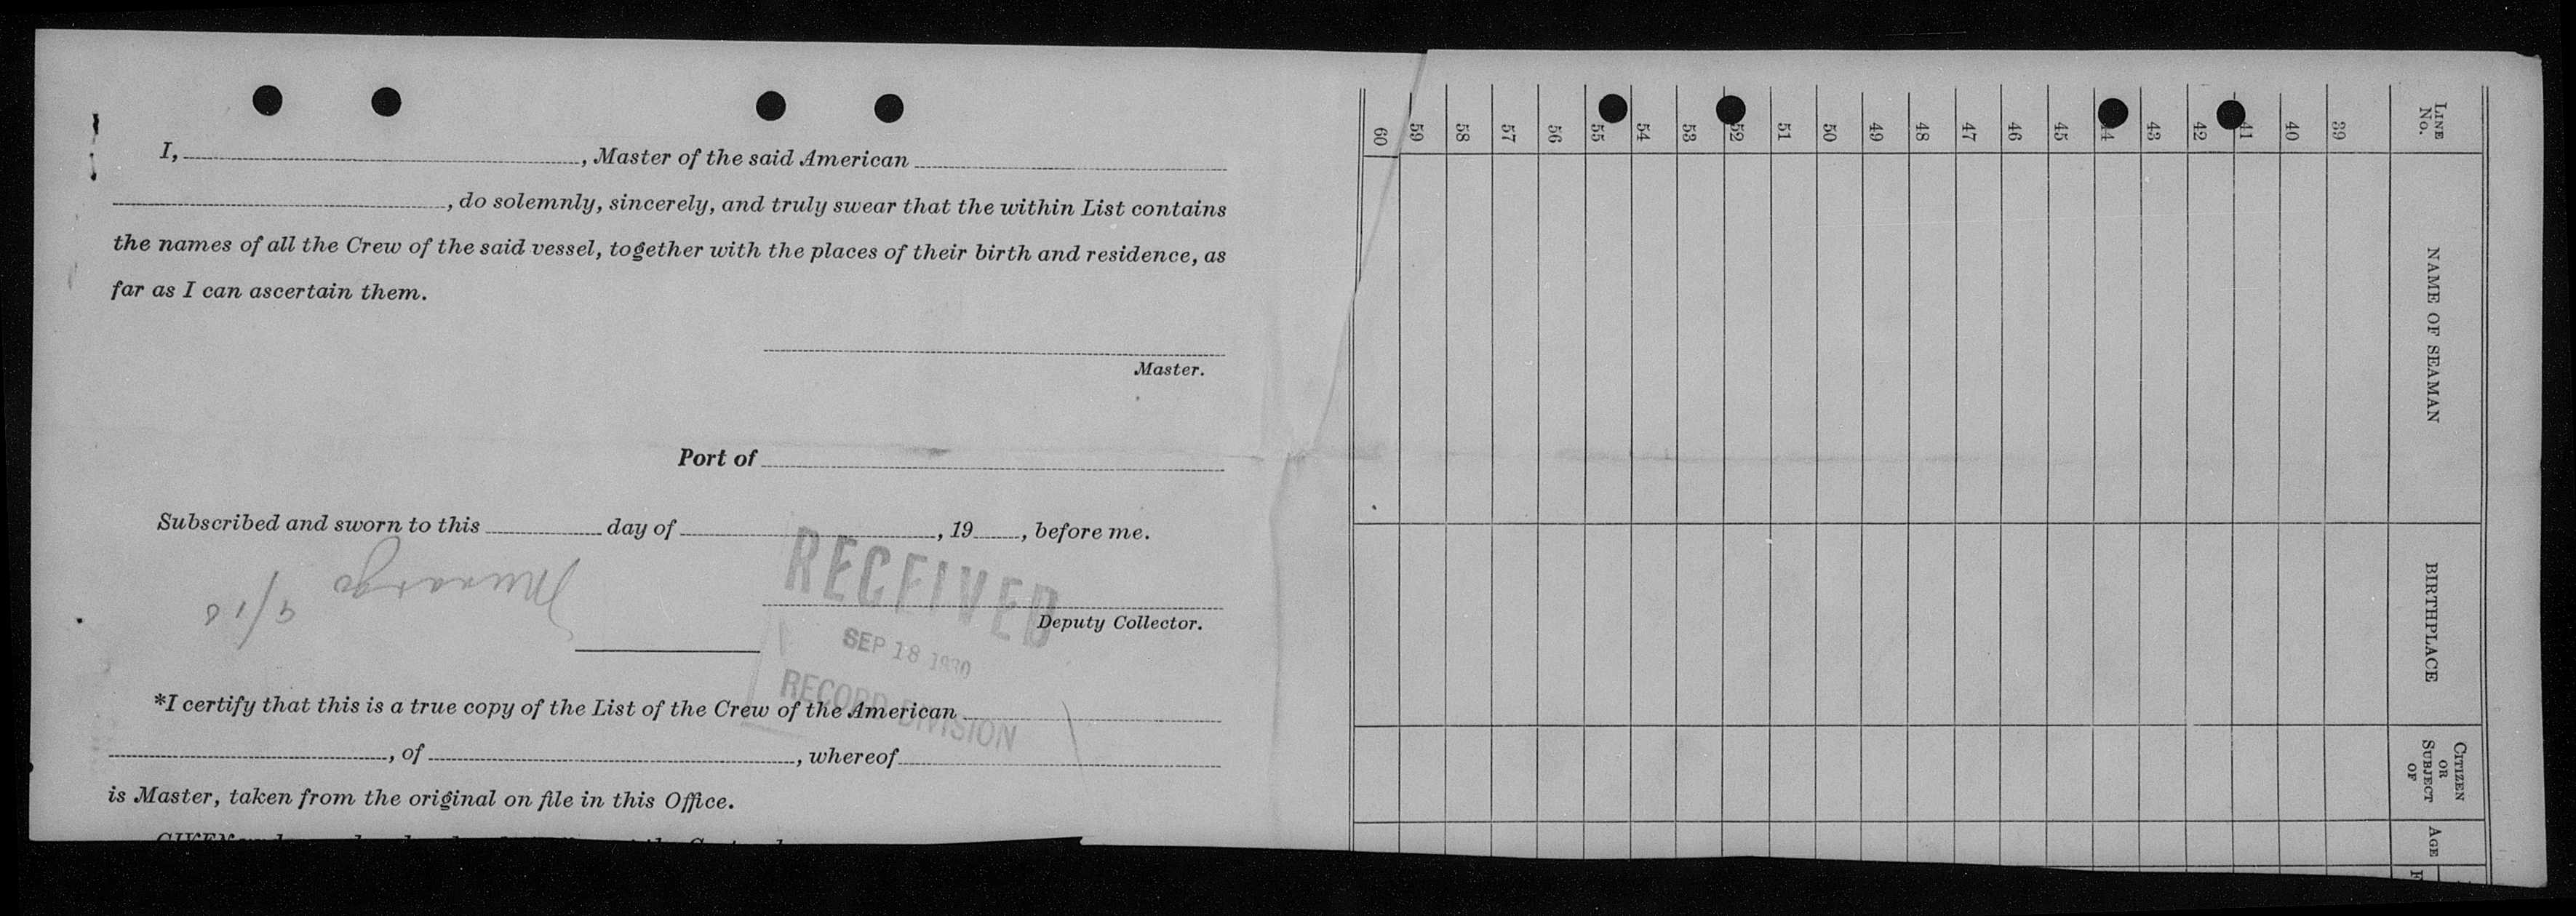 I, , Master of the said American
, do solemnly, sincerely, and truly swear that the within List contains
the names of all the Crew of the said vessel, together with the places of their birth and residence, as
far as I can ascertain them.
Master.
Port of
Subscribed and sworn to this day of , 19 , before me.
Munargo 9/18
RECEIVED
SEP 18 1930
RECORD DIVISION
Deputy Collector.
*I certify that this is a true copy of the List of the Crew of the American
, of , whereof
is Master, taken from the original on file in this Office.
GIVEN
LINE No.
NAME OF SEAMAN
BIRTHPLACE
CITIZEN OR SUBJECT OF
AGE
F
39
40
41
42
43
44
45
46
47
48
49
50
51
52
53
54
55
56
57
58
59
60